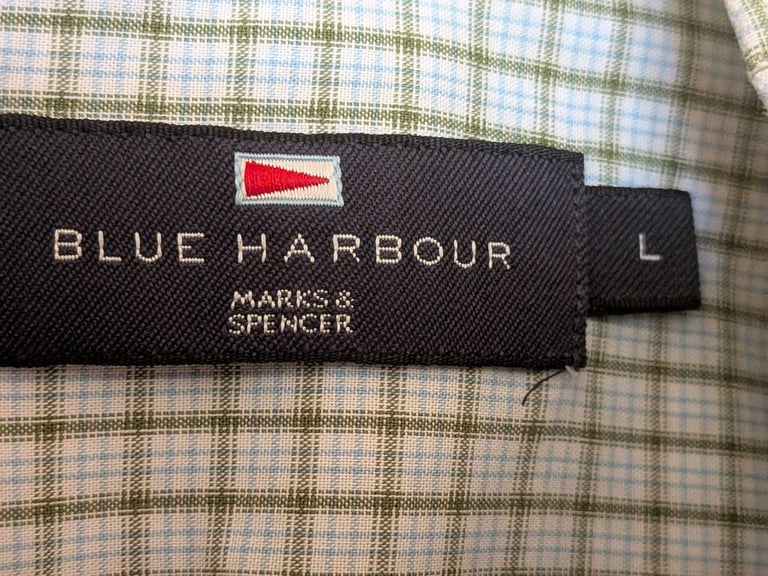 BLUE HARBOUR
MARKS &
SPENCER
L